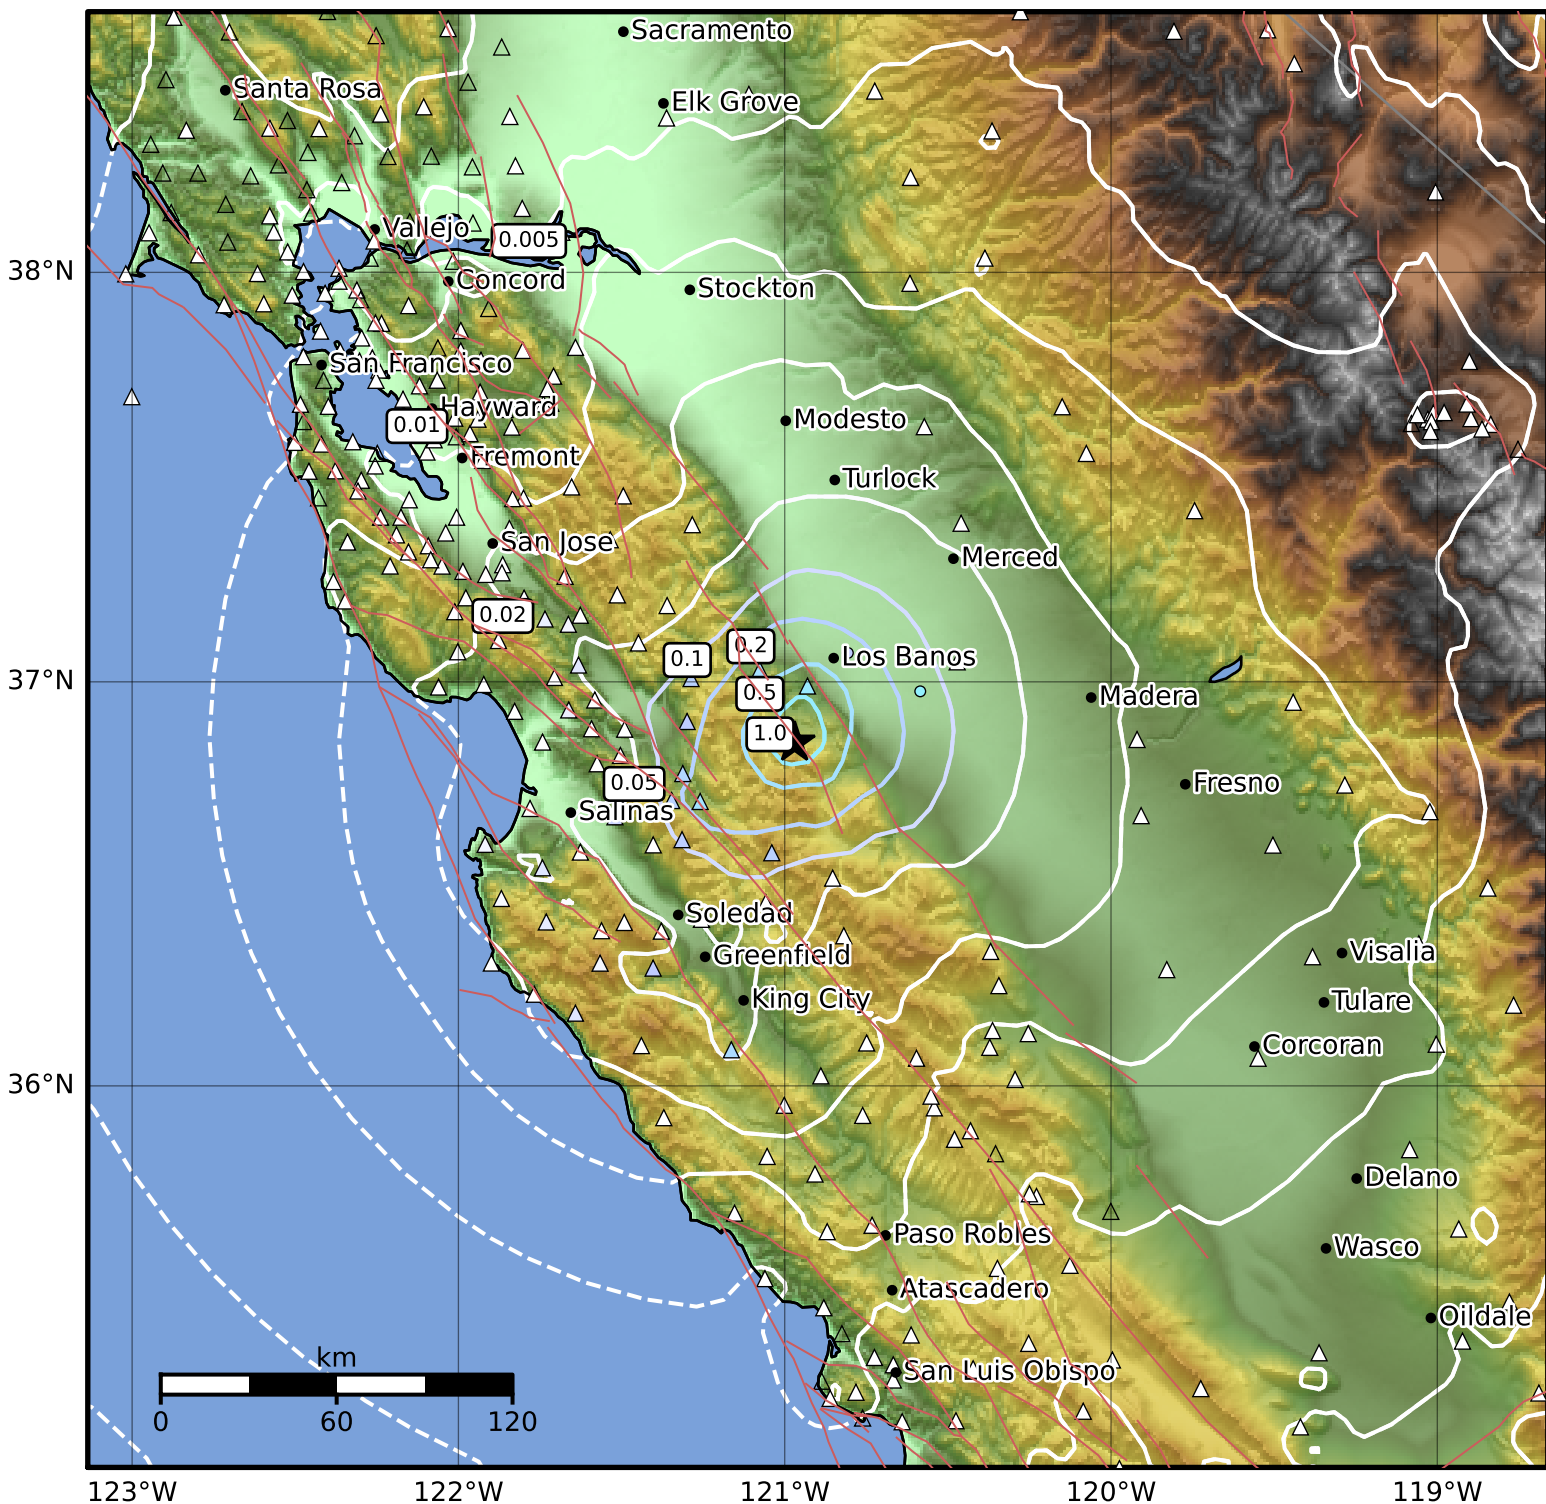 Sacramento
Santa Rosa
Elk Grove
Vallejo
0.005
38°N
Concord
Stockton
San Francisco
Hayward
0.01
Modesto
Fremont
Turlock
San Jose
Merced
0.02
0.2
0.1
Los Banos
37°N
0.5
Madera
1.0
0.05
Fresno
Salinas
Soledad
Greenfield
Visalia
King City
Tulare
Corcoran
36°N
Delano
Paso Robles
Wasco
Atascadero
Oildale
km
San Luis Obispo
0 60 120
123°W 122°W 121°W 120°W 119°W